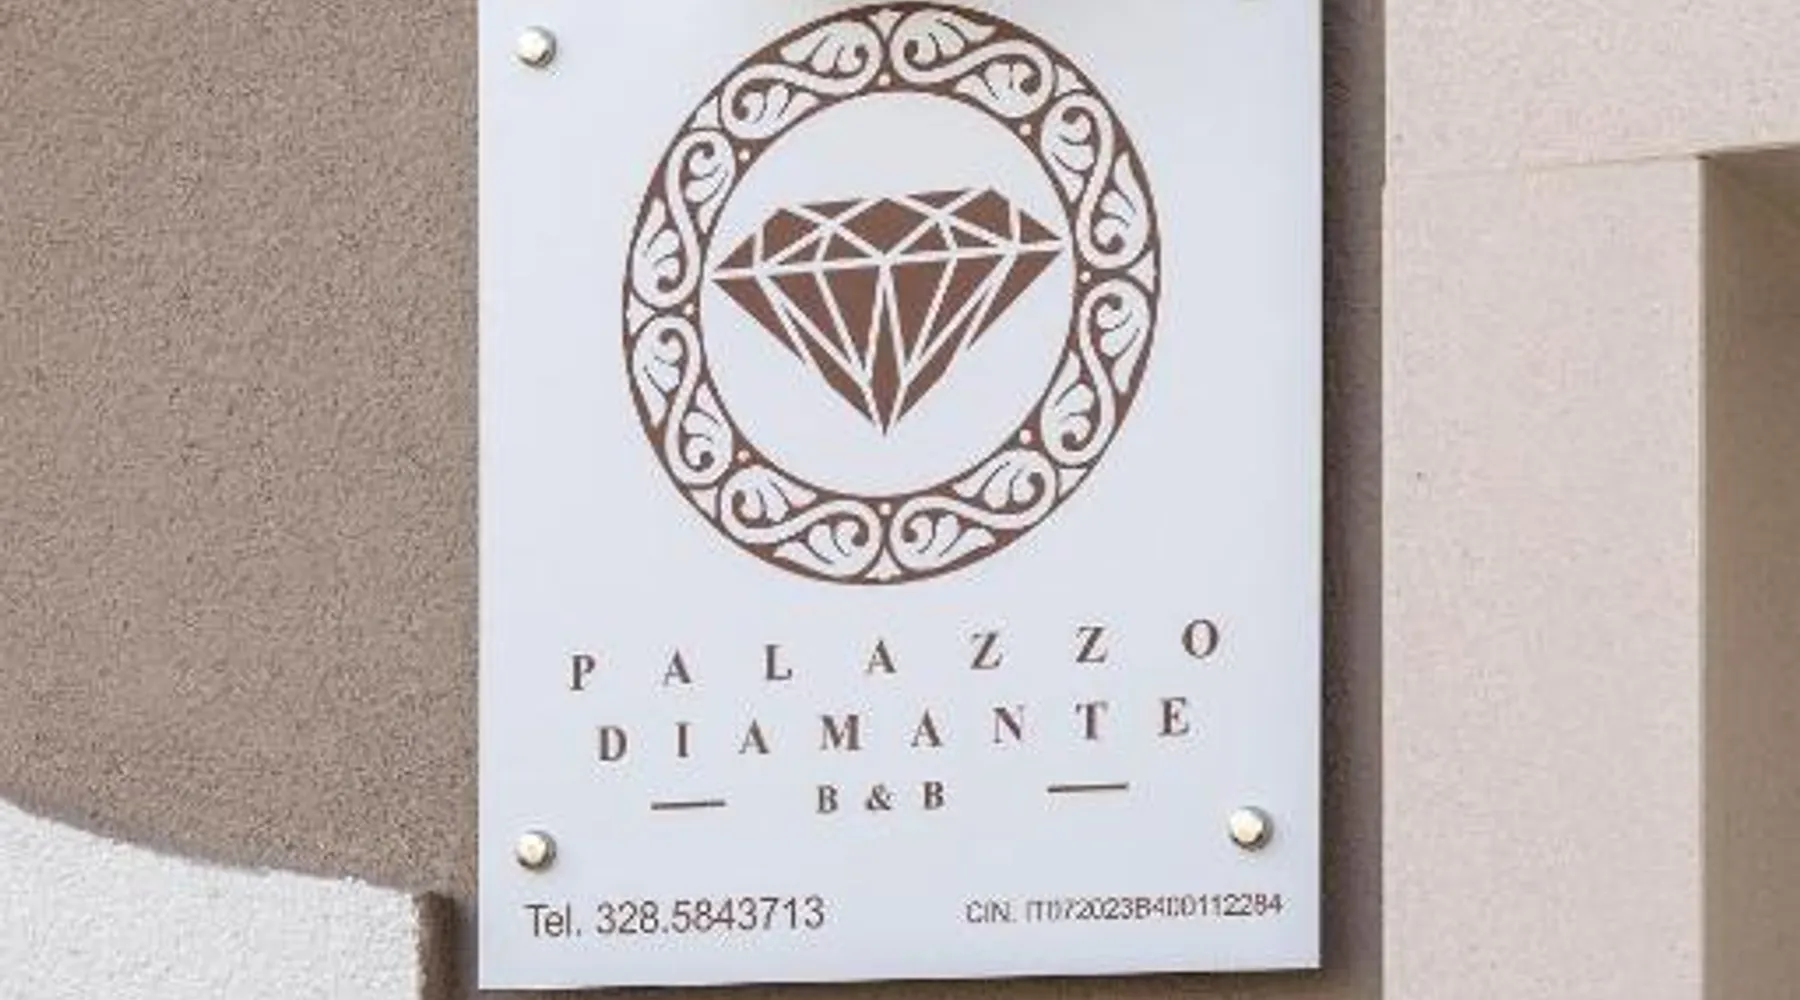 PALAZZO
DIAMANTE
B & B
Tel. 328.5843713
CIN. IT072023B400112284